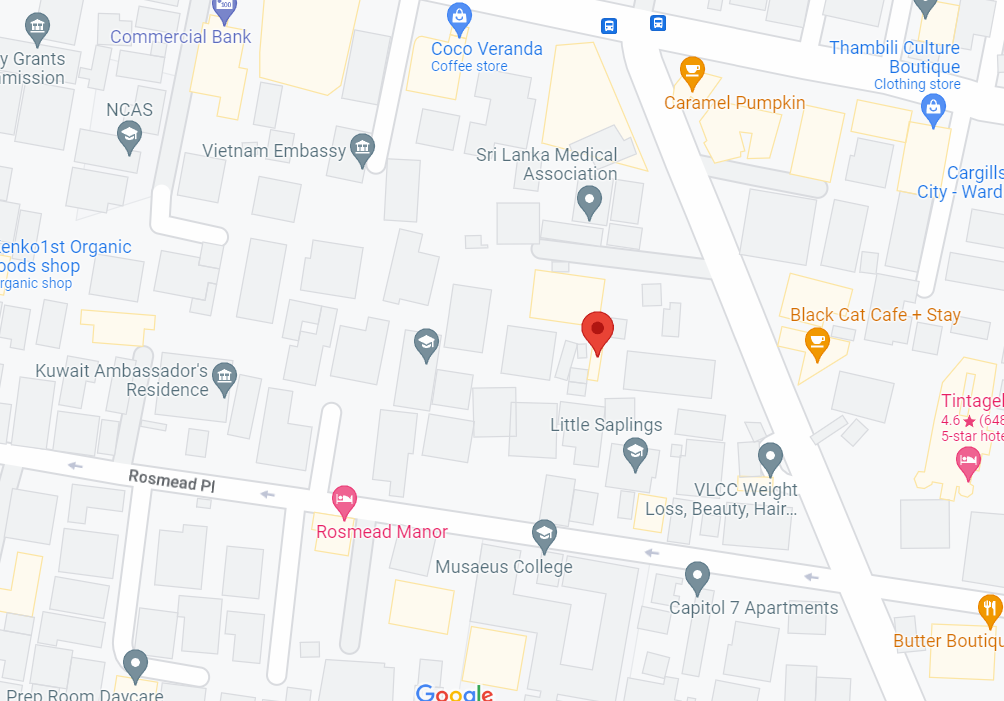 Commercial Bank
y Grants
mission
Coco Veranda
Coffee store
Thambili Culture
Boutique
Clothing store
Caramel Pumpkin
NCAS
Vietnam Embassy
Sri Lanka Medical
Association
Cargills
City - Ward
enko1st Organic
oods shop
rganic shop
Black Cat Cafe + Stay
Kuwait Ambassador's
Residence
Tintagel
4.6★(648
5-star hote
Little Saplings
Rosmead Pl
VLCC Weight
Loss, Beauty, Hair...
Rosmead Manor
Musaeus College
Capitol 7 Apartments
Butter Boutiqu
Prep Room Daycare
Google